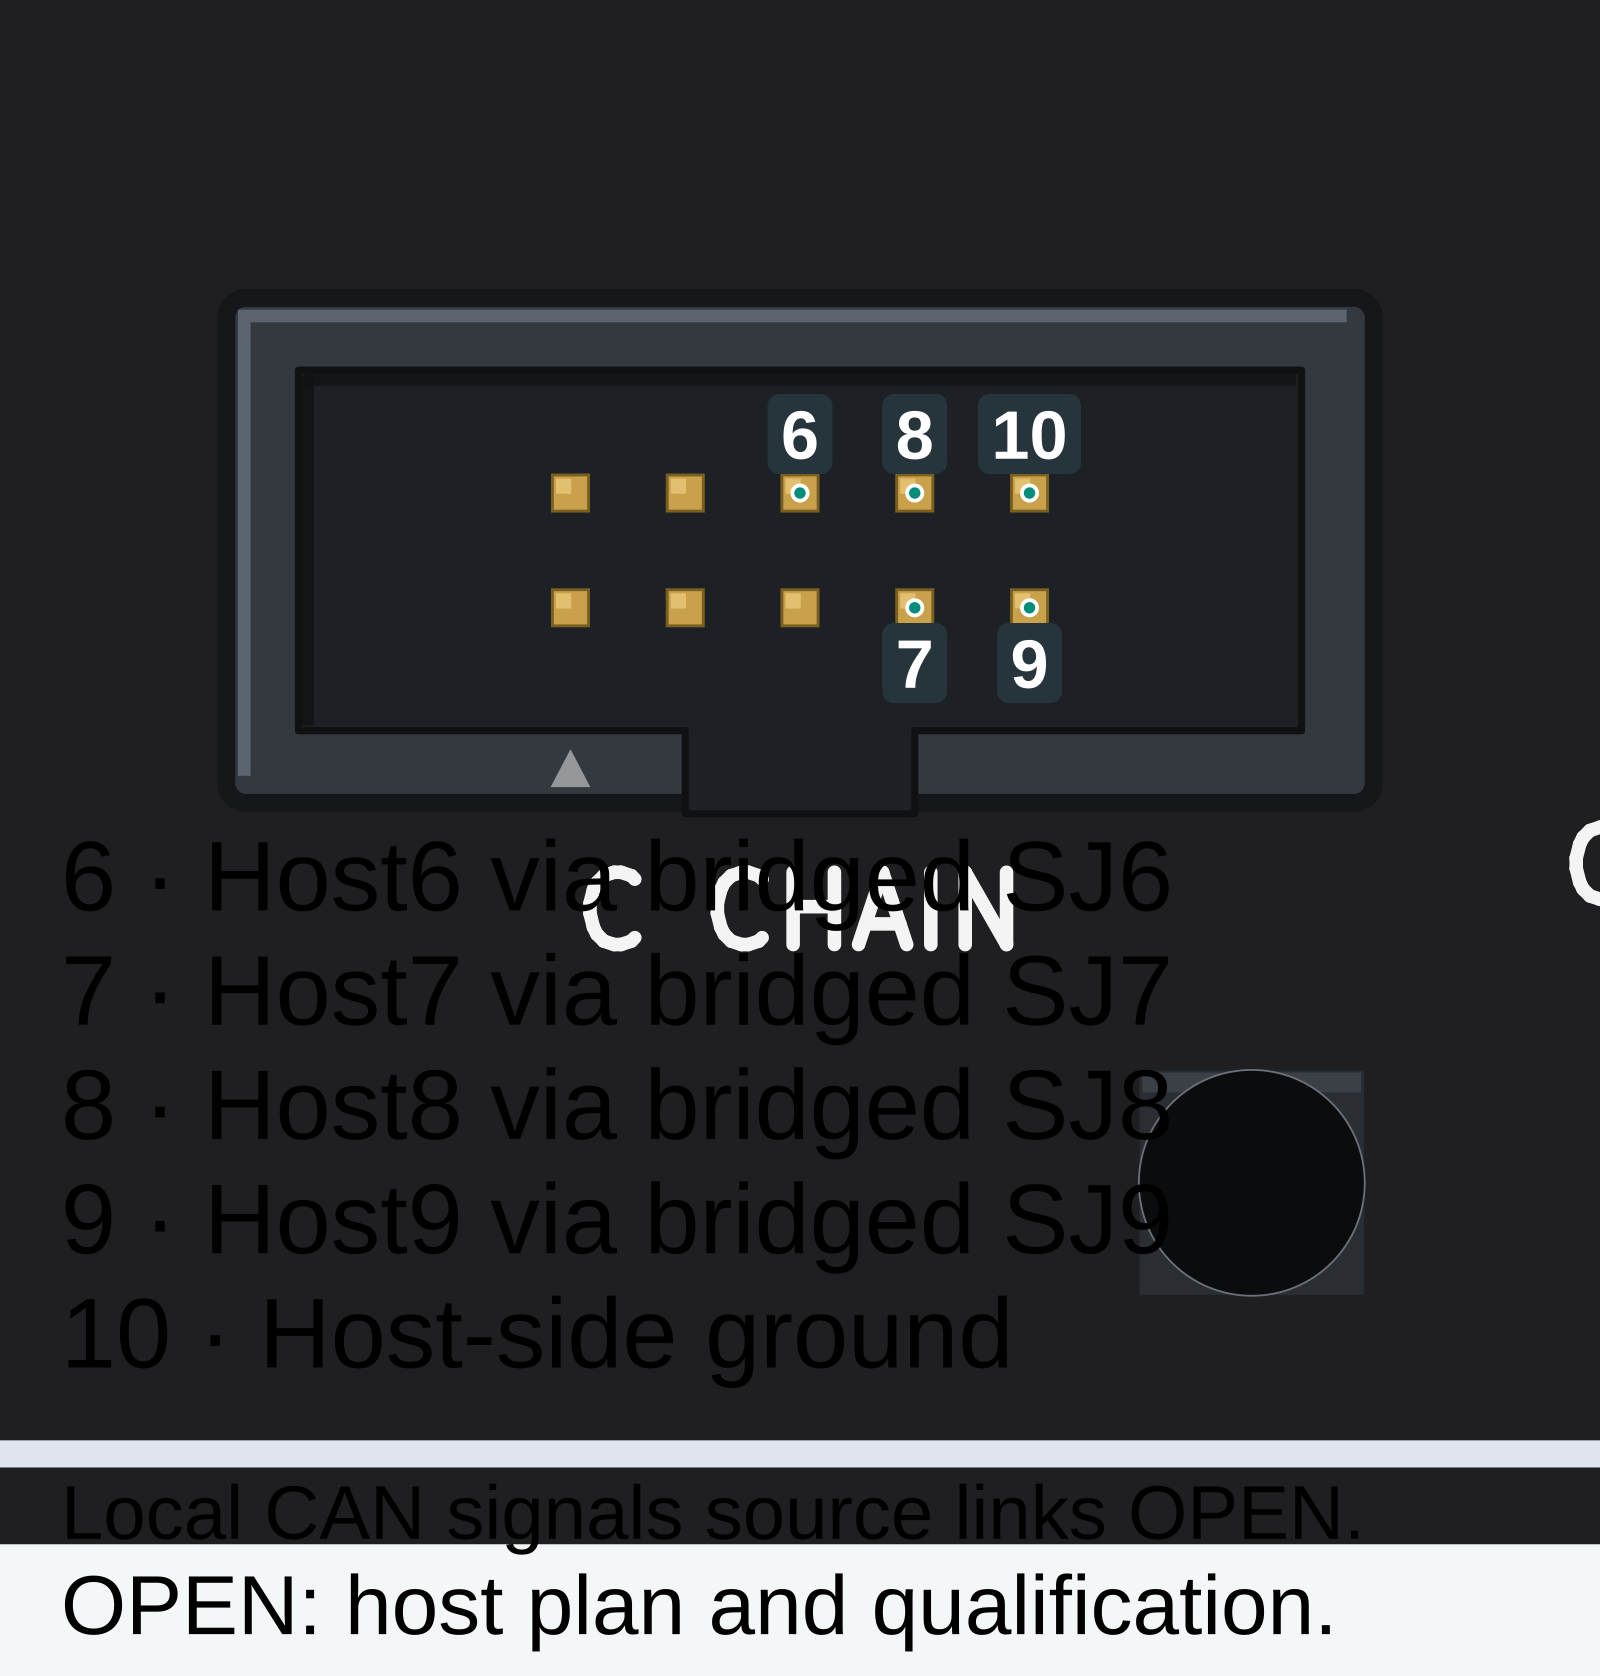 6 8 10
7 9
6 · Host6 via bridged SJ6
C CHAIN
7 · Host7 via bridged SJ7
8 · Host8 via bridged SJ8
9 · Host9 via bridged SJ9
10 · Host-side ground
Local CAN signals source links OPEN.
OPEN: host plan and qualification.